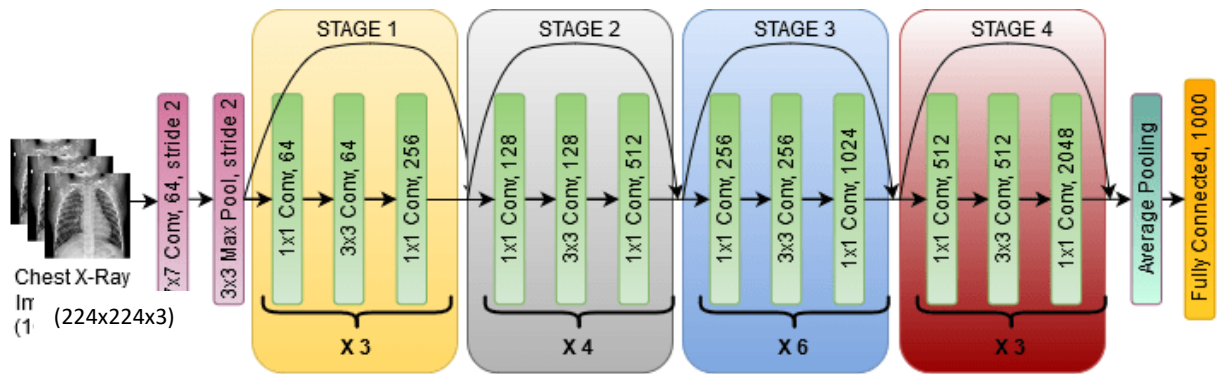 STAGE 1
STAGE 2
STAGE 3
STAGE 4
Chest X-Ray
(224x224x3)
7x7 Conv, 64, stride 2
3x3 Max Pool, stride 2
1x1 Conv, 64
3x3 Conv, 64
1x1 Conv, 256
X 3
1x1 Conv, 128
3x3 Conv, 128
1x1 Conv, 512
X 4
1x1 Conv, 256
3x3 Conv, 256
1x1 Conv, 1024
X 6
1x1 Conv, 512
3x3 Conv, 512
1x1 Conv, 2048
X 3
Average Pooling
Fully Connected, 1000